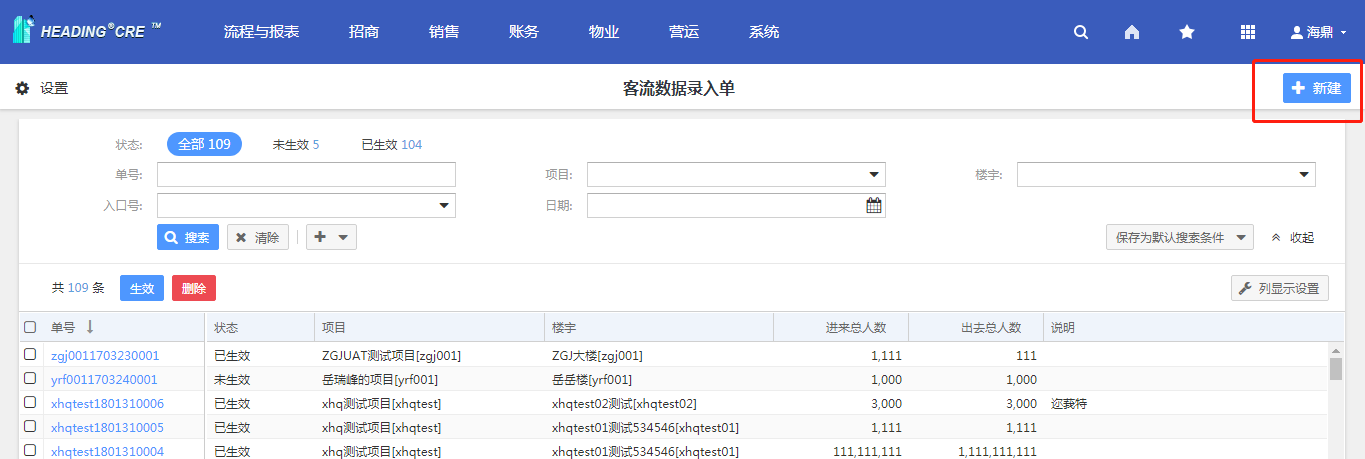 HEADING®CRE ™ 流程与报表 招商 销售 账务 物业 营运 系统 海鼎
设置 客流数据录入单 新建
状态: 全部 109 未生效 5 已生效 104
单号: 项目: 楼宇:
入口号: 日期:
搜索 清除 保存为默认搜索条件 收起
共 109 条 生效 删除 列显示设置
单号 状态 项目 楼宇 进来总人数 出去总人数 说明
zgj0011703230001 已生效 ZGJUAT测试项目[zgj001] ZGJ大楼[zgj001] 1,111 111
yrf0011703240001 未生效 岳瑞峰的项目[yrf001] 岳岳楼[yrf001] 1,000 1,000
xhqtest1801310006 已生效 xhq测试项目[xhqtest] xhqtest02测试[xhqtest02] 3,000 3,000
xhqtest1801310005 已生效 xhq测试项目[xhqtest] xhqtest01测试534546[xhqtest01] 1,111 1,111
xhqtest1801310004 已生效 xhq测试项目[xhqtest] xhqtest01测试534546[xhqtest01] 111,111,111 1,111,111,111